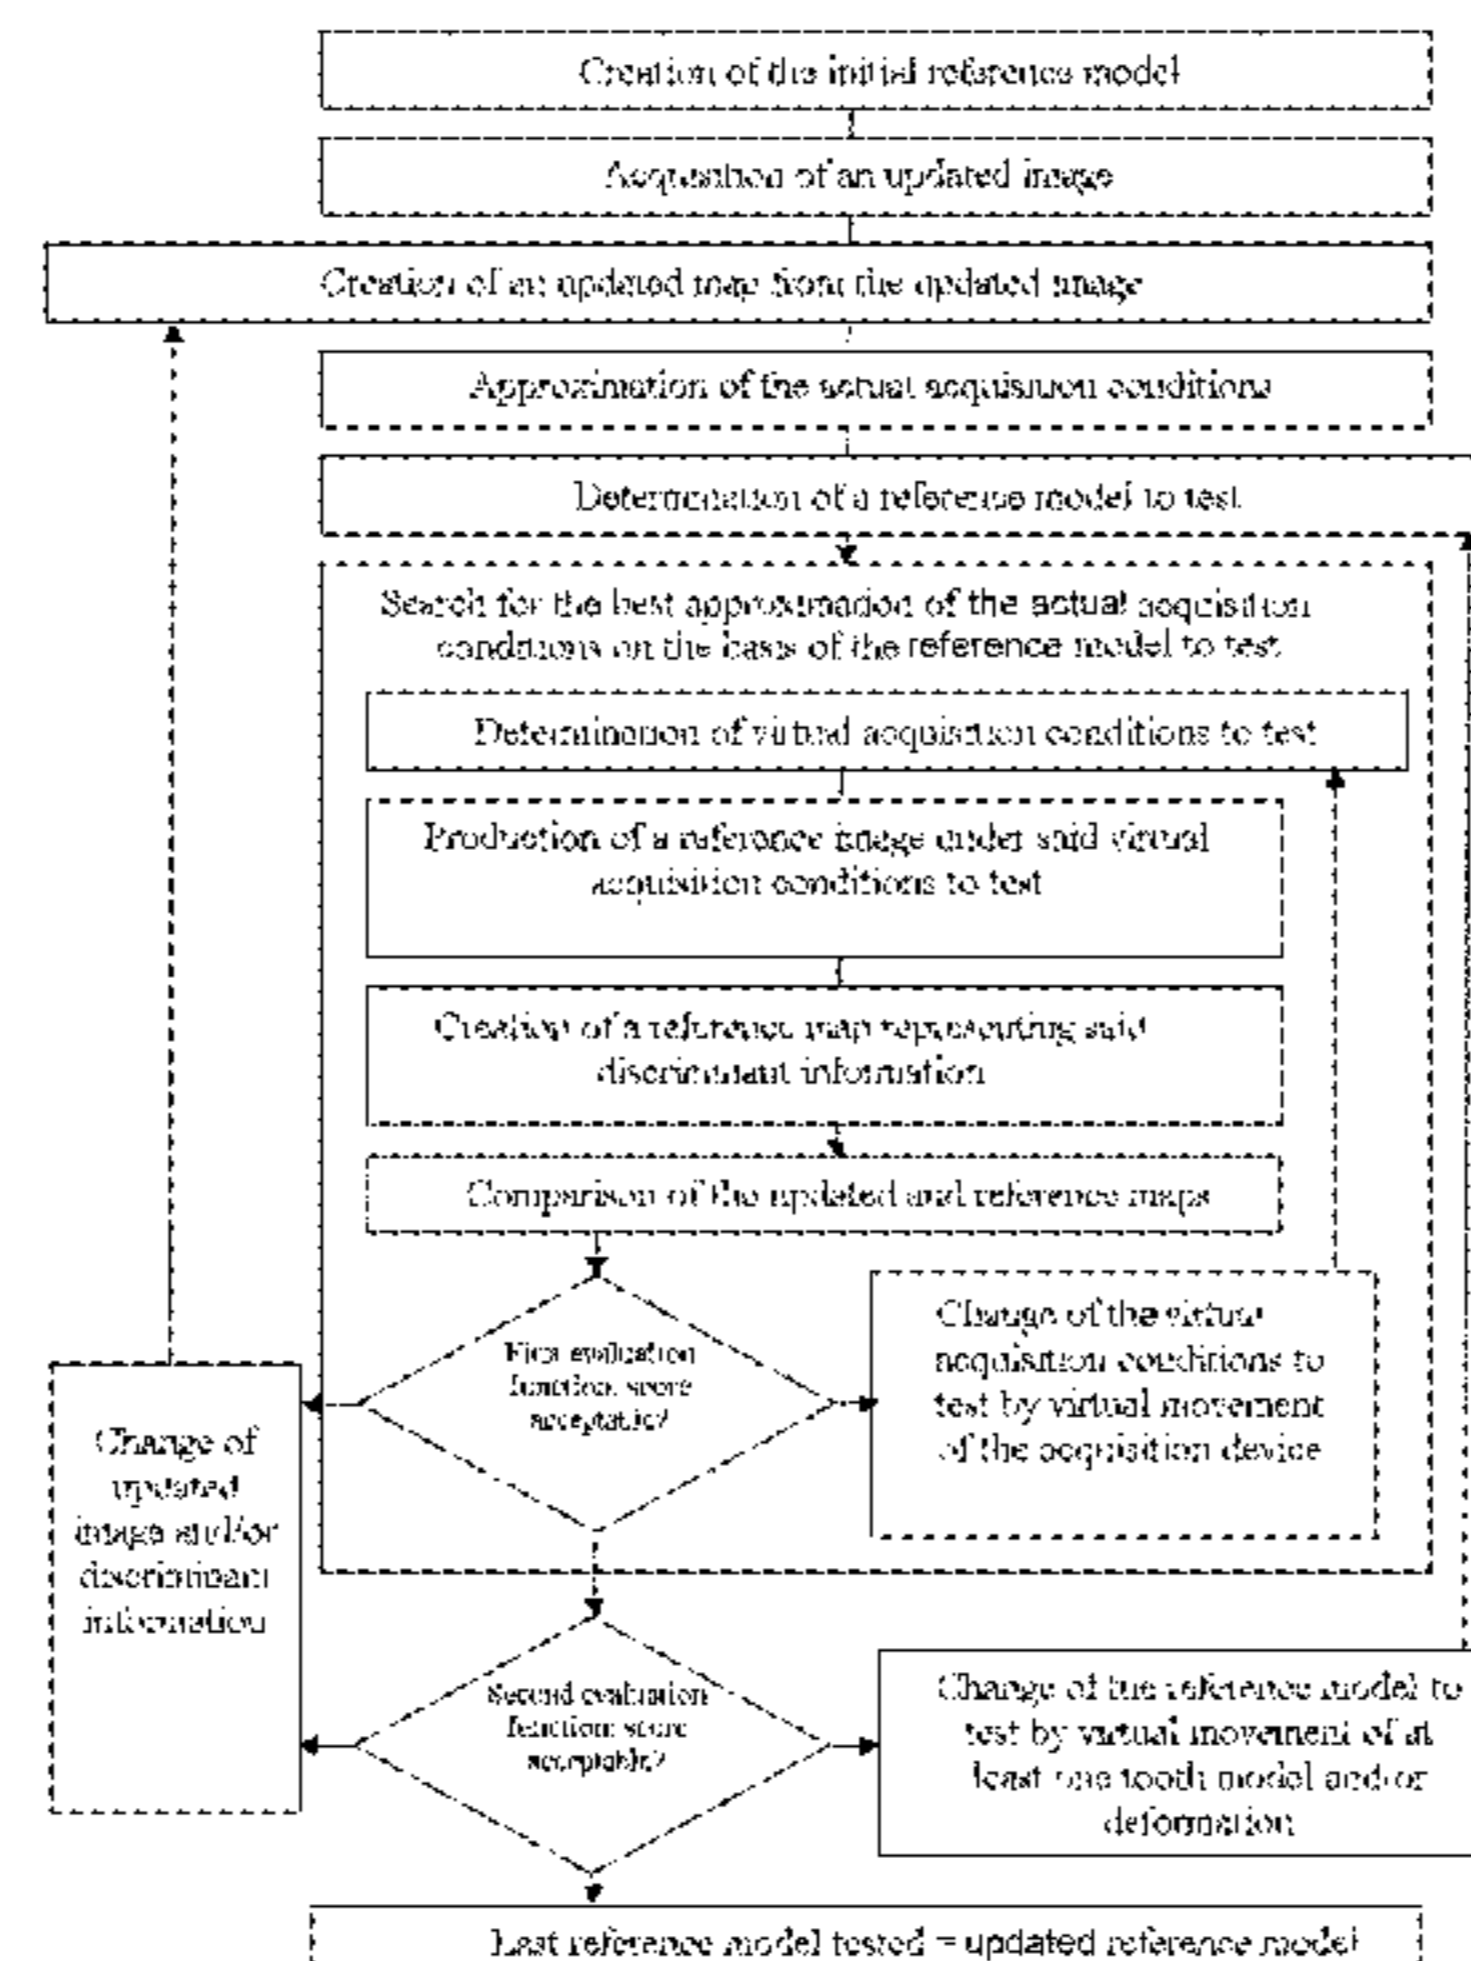 Creation of the initial reference model
Acquisition of an updated image
Creation of an updated map from the updated image
Approximation of the actual acquisition conditions
Determination of a reference model to test
Search for the best approximation of the actual acquisition
conditions on the basis of the reference model to test
Determination of virtual acquisition conditions to test
Production of a reference image under said virtual
acquisition conditions to test
Creation of a reference map representing said
discriminant information
Comparison of the updated and reference maps
First evaluation
function: score
acceptable?
Change of the virtual
acquisition conditions to
test by virtual movement
of the acquisition device
Change of
updated
image and/or
discriminant
information
Second evaluation
function: score
acceptable?
Change of the reference model to
test by virtual movement of at
least one tooth model and/or
deformation
Last reference model tested = updated reference model